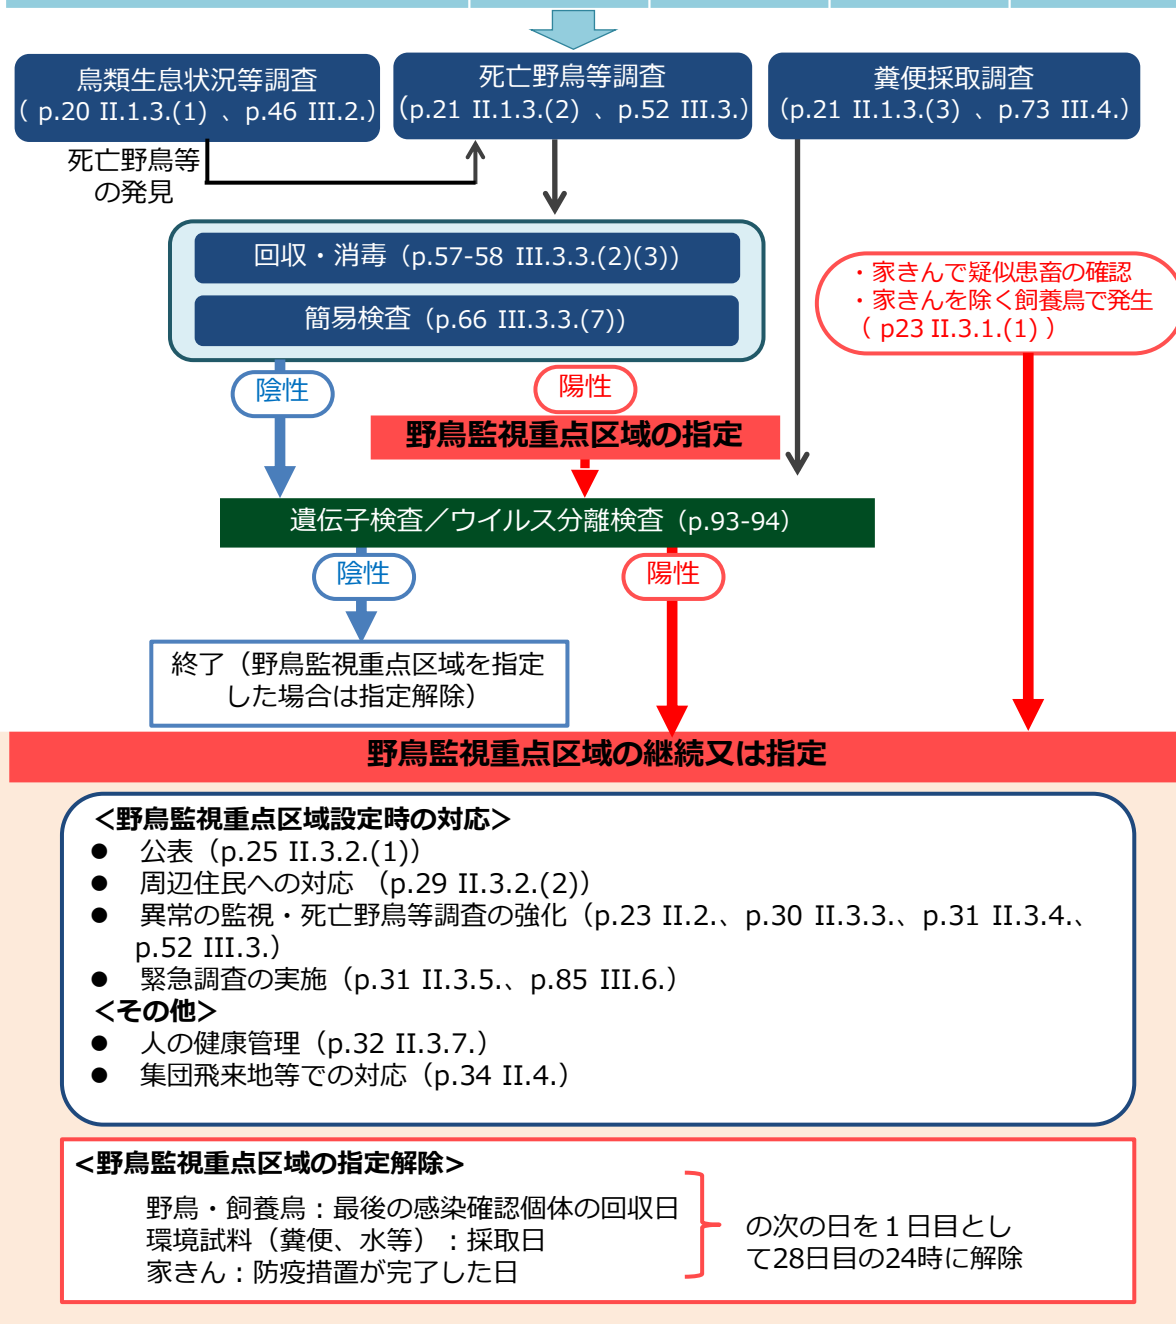 鳥類生息状況等調査
（ p.20 II.1.3.(1) 、p.46 III.2.）
死亡野鳥等調査
（p.21 II.1.3.(2) 、p.52 III.3.）
糞便採取調査
（p.21 II.1.3.(3) 、p.73 III.4.）
死亡野鳥等
の発見
回収・消毒（p.57-58 III.3.3.(2)(3)）
簡易検査（p.66 III.3.3.(7)）
・家きんで疑似患畜の確認
・家きんを除く飼養鳥で発生
（ p23 II.3.1.(1) ）
陰性
陽性
野鳥監視重点区域の指定
遺伝子検査／ウイルス分離検査（p.93-94）
陰性
陽性
終了（野鳥監視重点区域を指定
した場合は指定解除）
野鳥監視重点区域の継続又は指定
＜野鳥監視重点区域設定時の対応＞
● 公表（p.25 II.3.2.(1)）
● 周辺住民への対応 （p.29 II.3.2.(2)）
● 異常の監視・死亡野鳥等調査の強化（p.23 II.2.、p.30 II.3.3.、p.31 II.3.4.、
p.52 III.3.）
● 緊急調査の実施（p.31 II.3.5.、p.85 III.6.）
＜その他＞
● 人の健康管理（p.32 II.3.7.）
● 集団飛来地等での対応（p.34 II.4.）
<野鳥監視重点区域の指定解除>
野鳥・飼養鳥：最後の感染確認個体の回収日
環境試料（糞便、水等）：採取日
家きん：防疫措置が完了した日
の次の日を１日目とし
て28日目の24時に解除